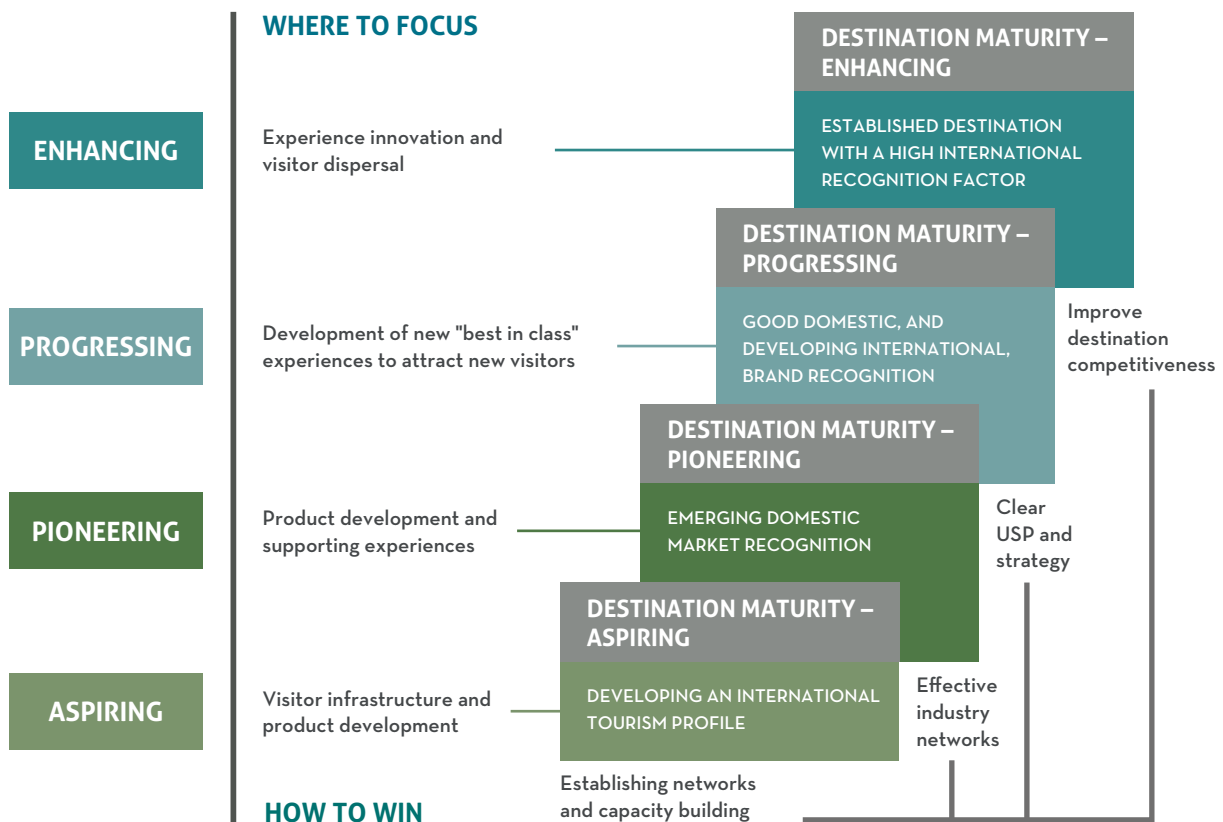 WHERE TO FOCUS
DESTINATION MATURITY –
ENHANCING
ENHANCING
Experience innovation and
visitor dispersal
ESTABLISHED DESTINATION
WITH A HIGH INTERNATIONAL
RECOGNITION FACTOR
DESTINATION MATURITY –
PROGRESSING
PROGRESSING
Development of new "best in class"
experiences to attract new visitors
GOOD DOMESTIC, AND
DEVELOPING INTERNATIONAL,
BRAND RECOGNITION
Improve
destination
competitiveness
DESTINATION MATURITY –
PIONEERING
PIONEERING
Product development and
supporting experiences
EMERGING DOMESTIC
MARKET RECOGNITION
Clear
USP and
strategy
DESTINATION MATURITY –
ASPIRING
ASPIRING
Visitor infrastructure and
product development
DEVELOPING AN INTERNATIONAL
TOURISM PROFILE
Effective
industry
networks
HOW TO WIN
Establishing networks
and capacity building